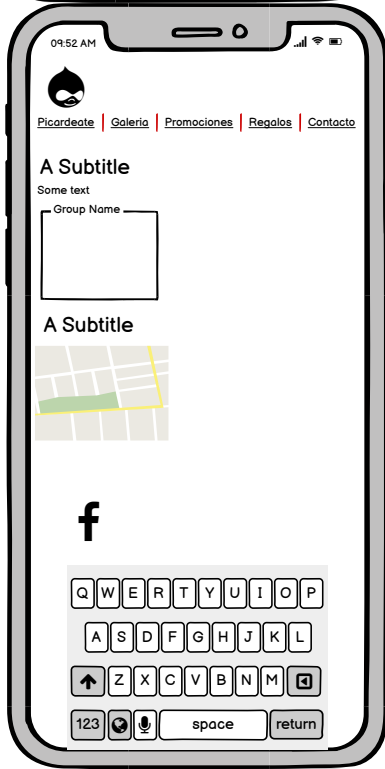 09:52 AM
Picardeate Galeria Promociones Regalos Contacto
A Subtitle
Some text
Group Name
A Subtitle
f
Q W E R T Y U I O P
A S D F G H J K L
Z X C V B N M
123 space return